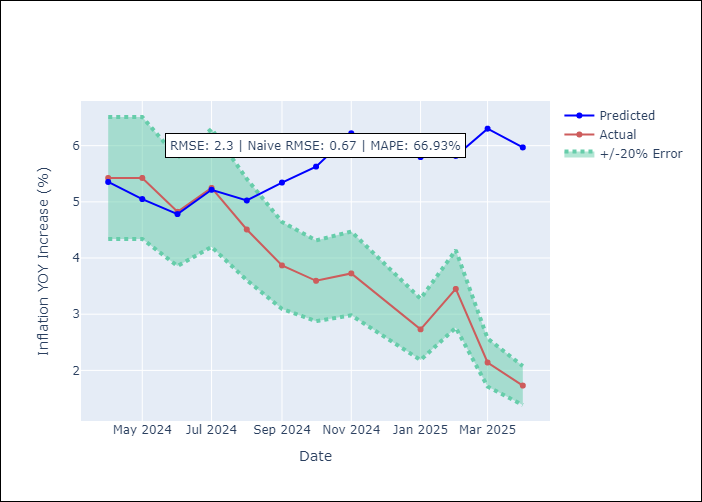 Predicted
Actual
+/-20% Error
RMSE: 2.3 | Naive RMSE: 0.67 | MAPE: 66.93%
Inflation YOY Increase (%)
6
5
4
3
2
May 2024
Jul 2024
Sep 2024
Nov 2024
Jan 2025
Mar 2025
Date